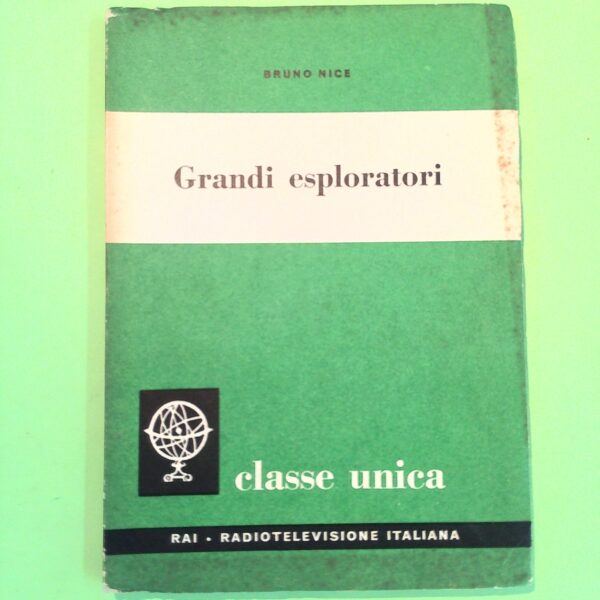 BRUNO NICE
Grandi esploratori
classe unica
RAI • RADIOTELEVISIONE ITALIANA